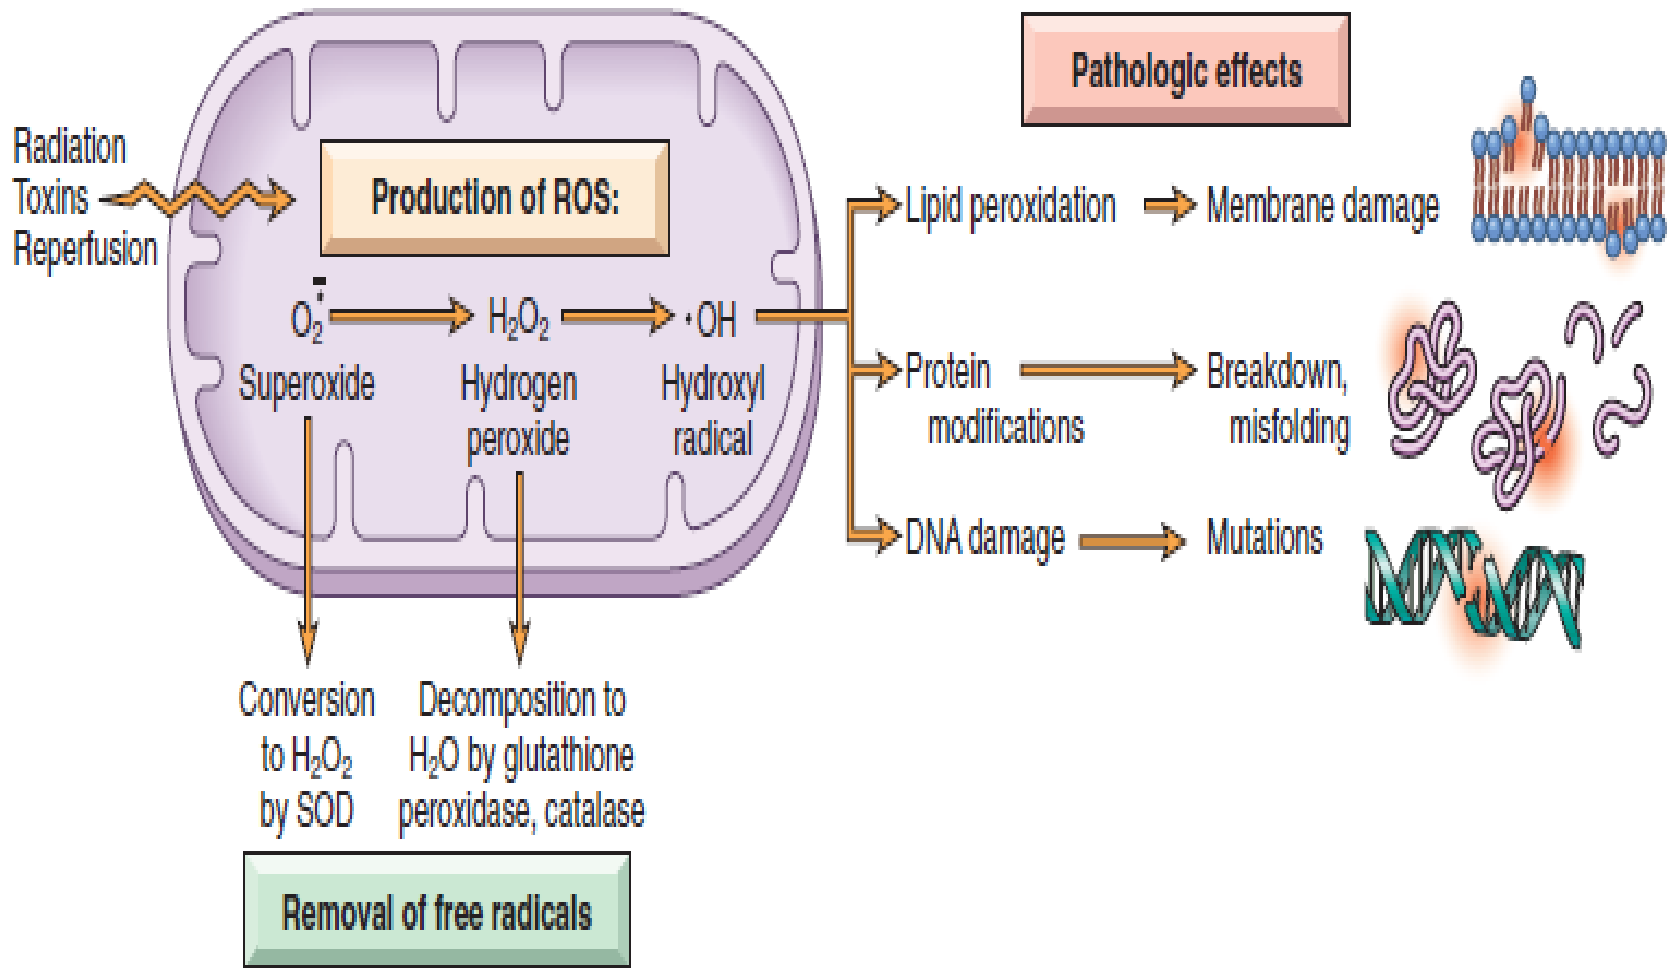 Pathologic effects
Radiation
Toxins
Reperfusion
Production of ROS:
O₂•̄
H₂O₂
·OH
Superoxide
Hydrogen
peroxide
Hydroxyl
radical
Lipid peroxidation
Membrane damage
Protein
modifications
Breakdown,
misfolding
DNA damage
Mutations
Conversion
to H₂O₂
by SOD
Decomposition to
H₂O by glutathione
peroxidase, catalase
Removal of free radicals